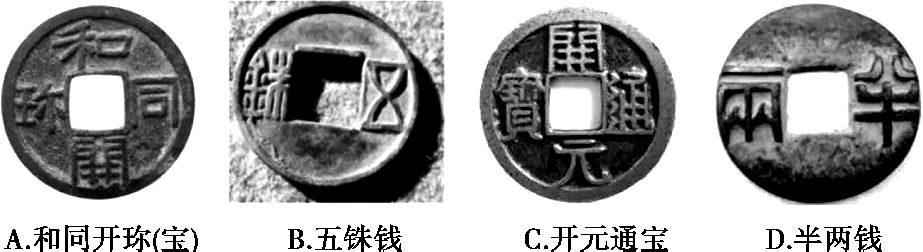 和同開珎
五銖
開元通寶
半兩
A.和同开珎(宝)
B.五铢钱
C.开元通宝
D.半两钱